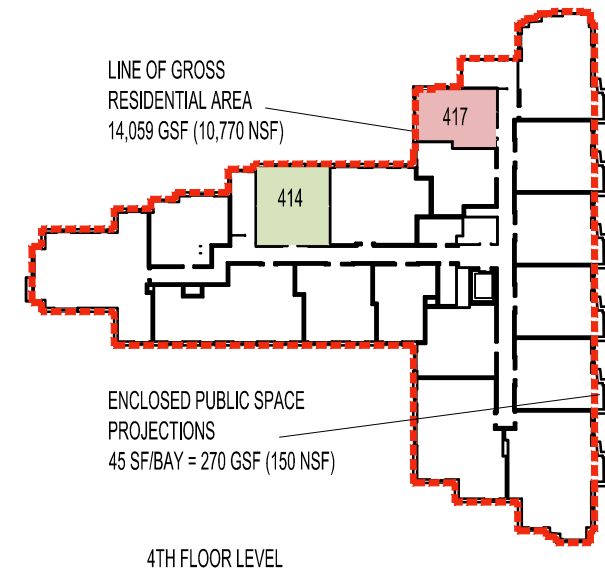 LINE OF GROSS
RESIDENTIAL AREA
14,059 GSF (10,770 NSF)
417
414
ENCLOSED PUBLIC SPACE
PROJECTIONS
45 SF/BAY = 270 GSF (150 NSF)
4TH FLOOR LEVEL